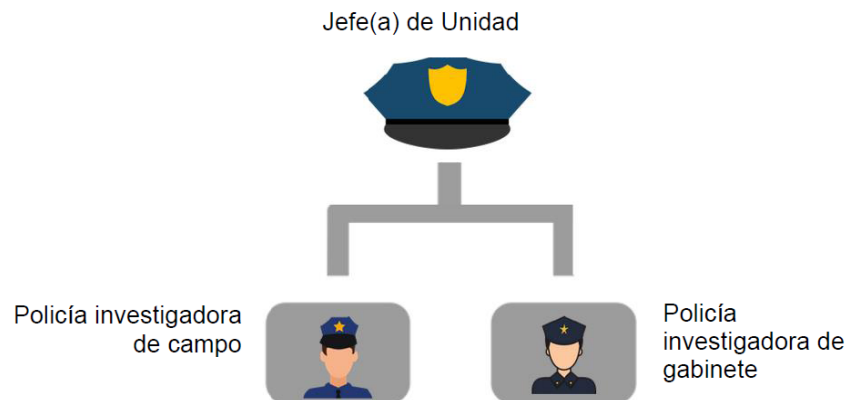 Jefe(a) de Unidad
Policía investigadora
de campo
Policía
investigadora de
gabinete